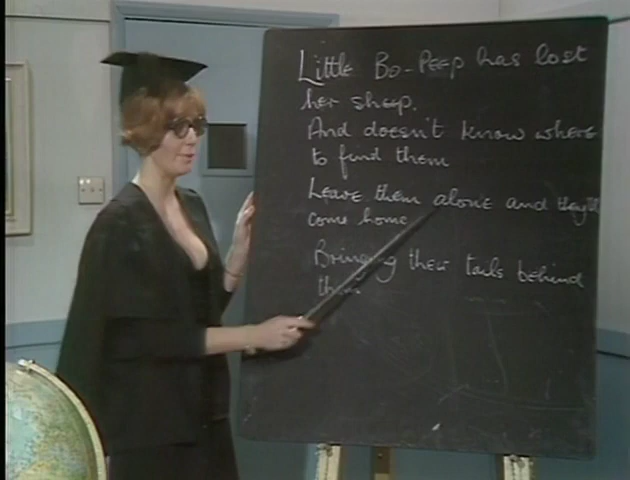 Little Bo-Peep has lost
her sheep.
And doesn't know where
to find them
Leave them alone and they'll
come home
Bringing their tails behind
them